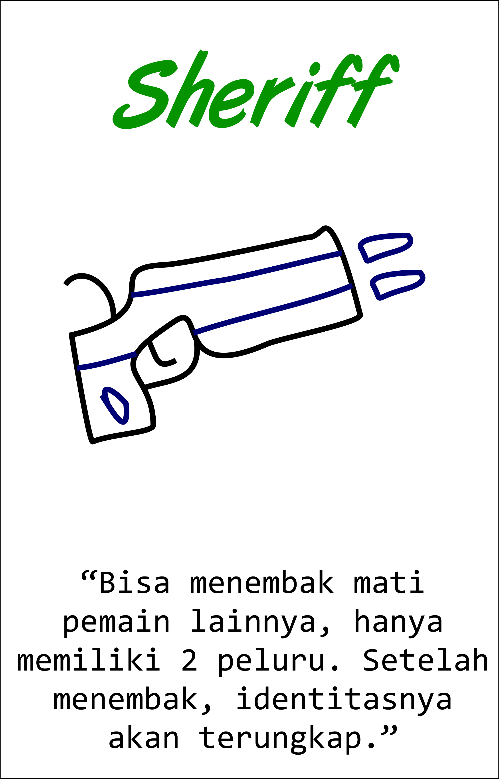 Sheriff
“Bisa menembak mati
pemain lainnya, hanya
memiliki 2 peluru. Setelah
menembak, identitasnya
akan terungkap.”